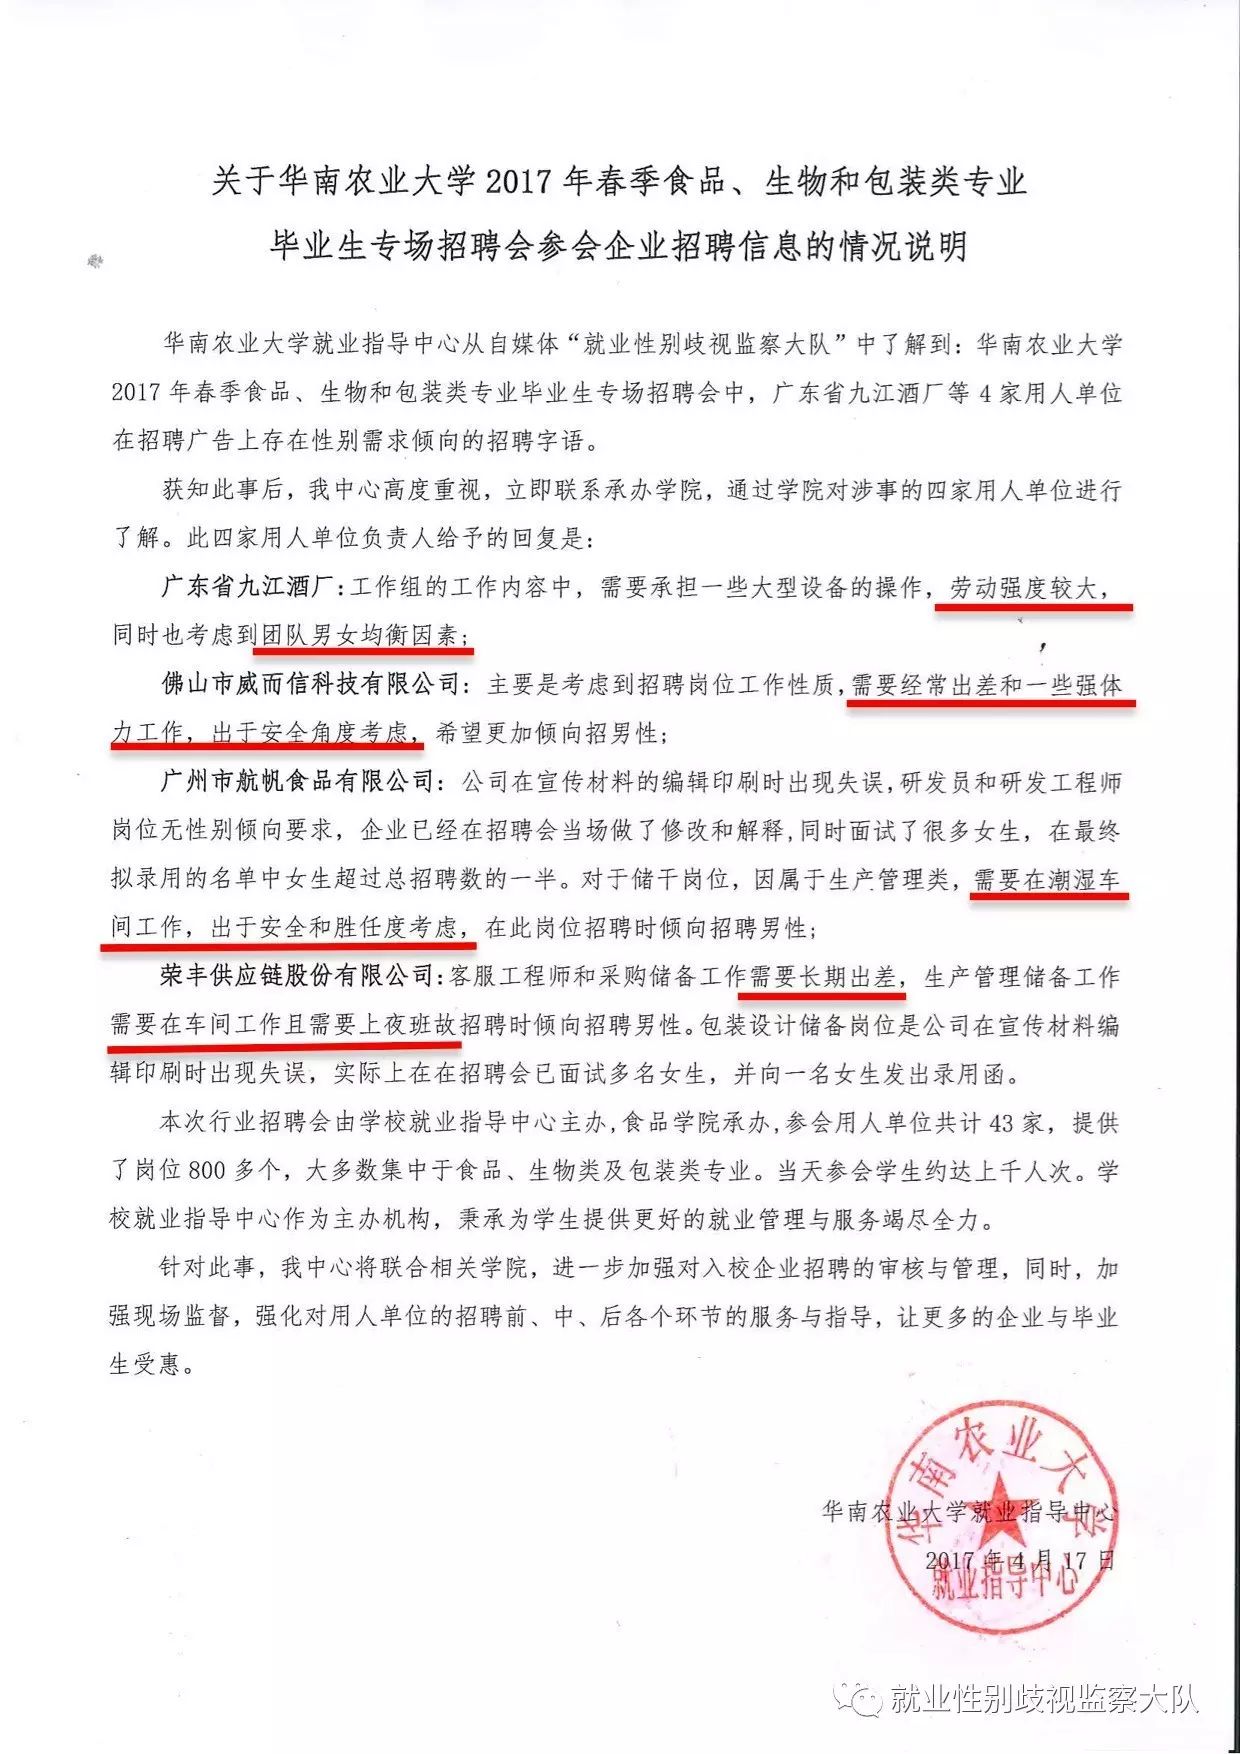 关于华南农业大学 2017 年春季食品、生物和包装类专业
毕业生专场招聘会参会企业招聘信息的情况说明
华南农业大学就业指导中心从自媒体“就业性别歧视监察大队”中了解到：华南农业大学
2017 年春季食品、生物和包装类专业毕业生专场招聘会中，广东省九江酒厂等 4 家用人单位
在招聘广告上存在性别需求倾向的招聘字语。
获知此事后，我中心高度重视，立即联系承办学院，通过学院对涉事的四家用人单位进行
了解。此四家用人单位负责人给予的回复是：
广东省九江酒厂：工作组的工作内容中，需要承担一些大型设备的操作，劳动强度较大，
同时也考虑到团队男女均衡因素；
佛山市威而信科技有限公司：主要是考虑到招聘岗位工作性质，需要经常出差和一些强体
力工作，出于安全角度考虑，希望更加倾向招男性；
广州市航帆食品有限公司：公司在宣传材料的编辑印刷时出现失误，研发员和研发工程师
岗位无性别倾向要求，企业已经在招聘会当场做了修改和解释，同时面试了很多女生，在最终
拟录用的名单中女生超过总招聘数的一半。对于储干岗位，因属于生产管理类，需要在潮湿车
间工作，出于安全和胜任度考虑，在此岗位招聘时倾向招聘男性；
荣丰供应链股份有限公司：客服工程师和采购储备工作需要长期出差，生产管理储备工作
需要在车间工作且需要上夜班故招聘时倾向招聘男性。包装设计储备岗位是公司在宣传材料编
辑印刷时出现失误，实际上在在招聘会已面试多名女生，并向一名女生发出录用函。
本次行业招聘会由学校就业指导中心主办，食品学院承办，参会用人单位共计 43 家，提供
了岗位 800 多个，大多数集中于食品、生物类及包装类专业。当天参会学生约达上千人次。学
校就业指导中心作为主办机构，秉承为学生提供更好的就业管理与服务竭尽全力。
针对此事，我中心将联合相关学院，进一步加强对入校企业招聘的审核与管理，同时，加
强现场监督，强化对用人单位的招聘前、中、后各个环节的服务与指导，让更多的企业与毕业
生受惠。
华南农业大学
华南农业大学就业指导中心
2017 年 4 月 17 日
就业指导中心
就业性别歧视监察大队